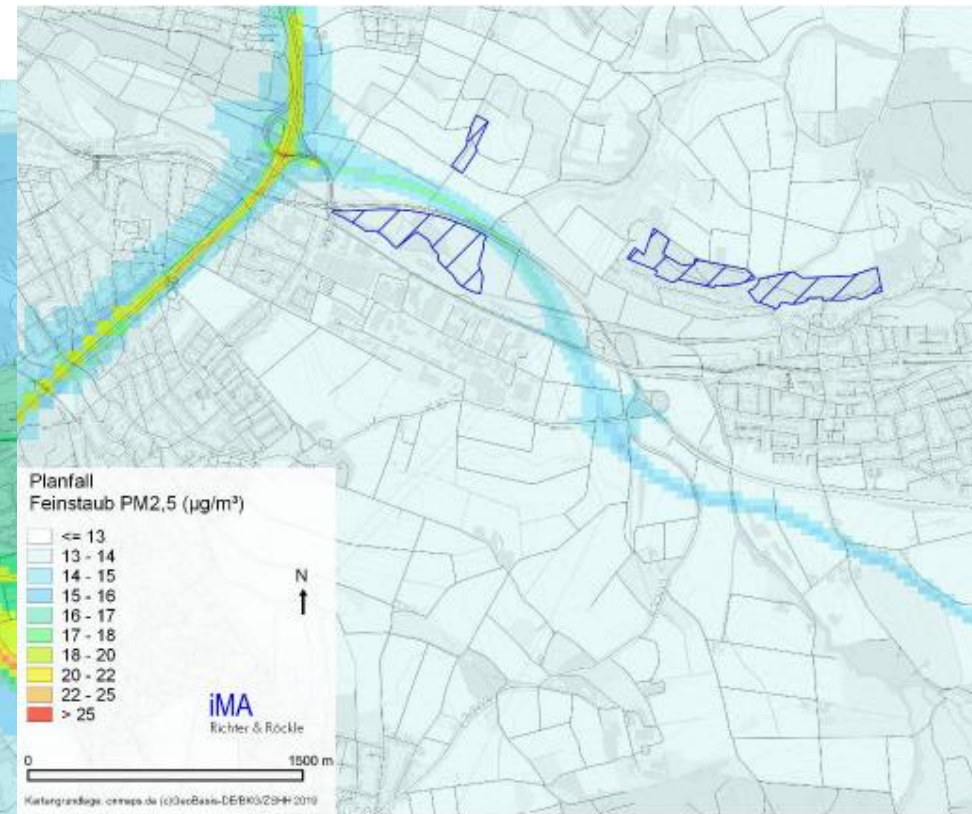 Planfall
Feinstaub PM2,5 (µg/m³)
<= 13
13 - 14
14 - 15
15 - 16
16 - 17
17 - 18
18 - 20
20 - 22
22 - 25
> 25
N
iMA
Richter & Röckle
0 1500 m
Kartengrundlage: onmaps.de (c)GeoBasis-DE/BKG/ZSHH 2019